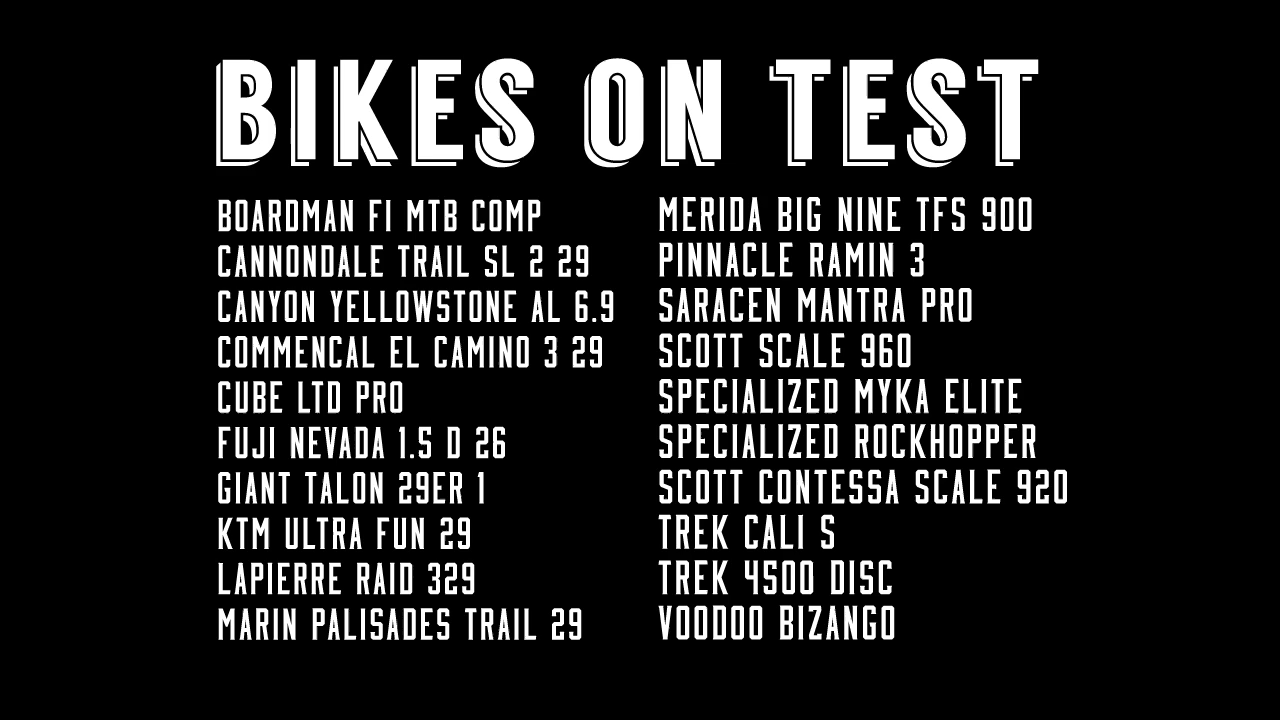 BIKES ON TEST
BOARDMAN FI MTB COMP
CANNONDALE TRAIL SL 2 29
CANYON YELLOWSTONE AL 6.9
COMMENCAL EL CAMINO 3 29
CUBE LTD PRO
FUJI NEVADA 1.5 D 26
GIANT TALON 29ER 1
KTM ULTRA FUN 29
LAPIERRE RAID 329
MARIN PALISADES TRAIL 29
MERIDA BIG NINE TFS 900
PINNACLE RAMIN 3
SARACEN MANTRA PRO
SCOTT SCALE 960
SPECIALIZED MYKA ELITE
SPECIALIZED ROCKHOPPER
SCOTT CONTESSA SCALE 920
TREK CALI S
TREK 4500 DISC
VOODOO BIZANGO